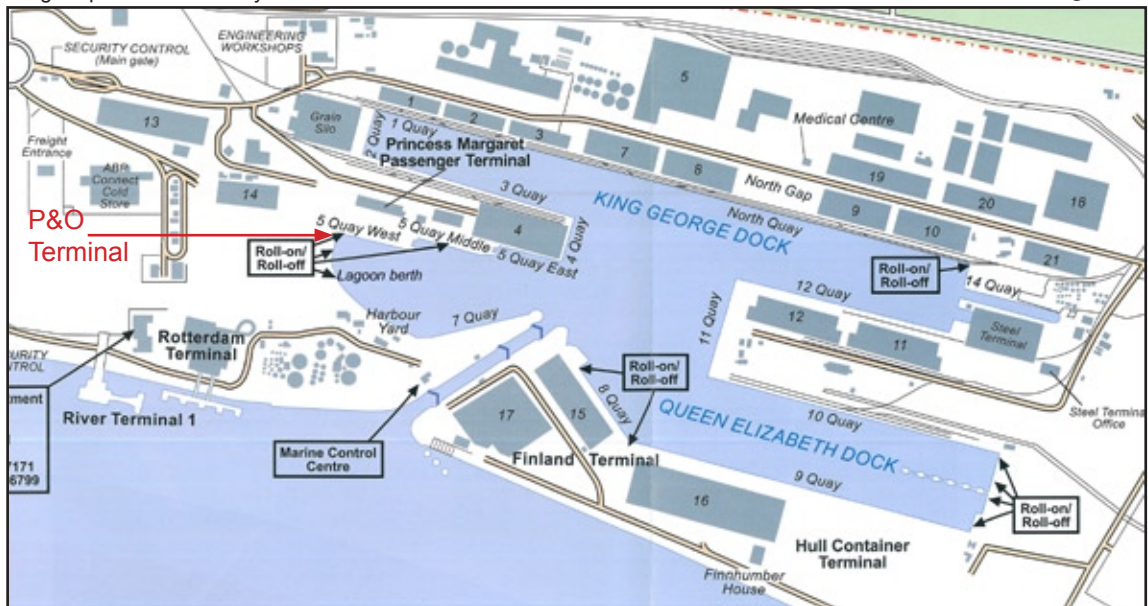 SECURITY CONTROL
(Main gate)
ENGINEERING
WORKSHOPS
13
Freight
Entrance
ABP
Connect
Cold
Store
14
Grain
Silo
2 Quay
1 Quay
1
2
3
7
8
5
Medical Centre
19
20
18
North Gap
North Quay
9
10
21
Princess Margaret
Passenger Terminal
3 Quay
4
4 Quay
KING GEORGE DOCK
P&O
Terminal
5 Quay West
5 Quay Middle
5 Quay East
Roll-on/
Roll-off
Lagoon berth
Roll-on/
Roll-off
14 Quay
12 Quay
11 Quay
12
11
Steel
Terminal
Steel Terminal
Office
10 Quay
Harbour
Yard
7 Quay
Rotterdam
Terminal
River Terminal 1
7171
6799
Marine Control
Centre
Roll-on/
Roll-off
8 Quay
17
15
Finland Terminal
QUEEN ELIZABETH DOCK
9 Quay
16
Roll-on/
Roll-off
Hull Container
Terminal
Finnhumber
House